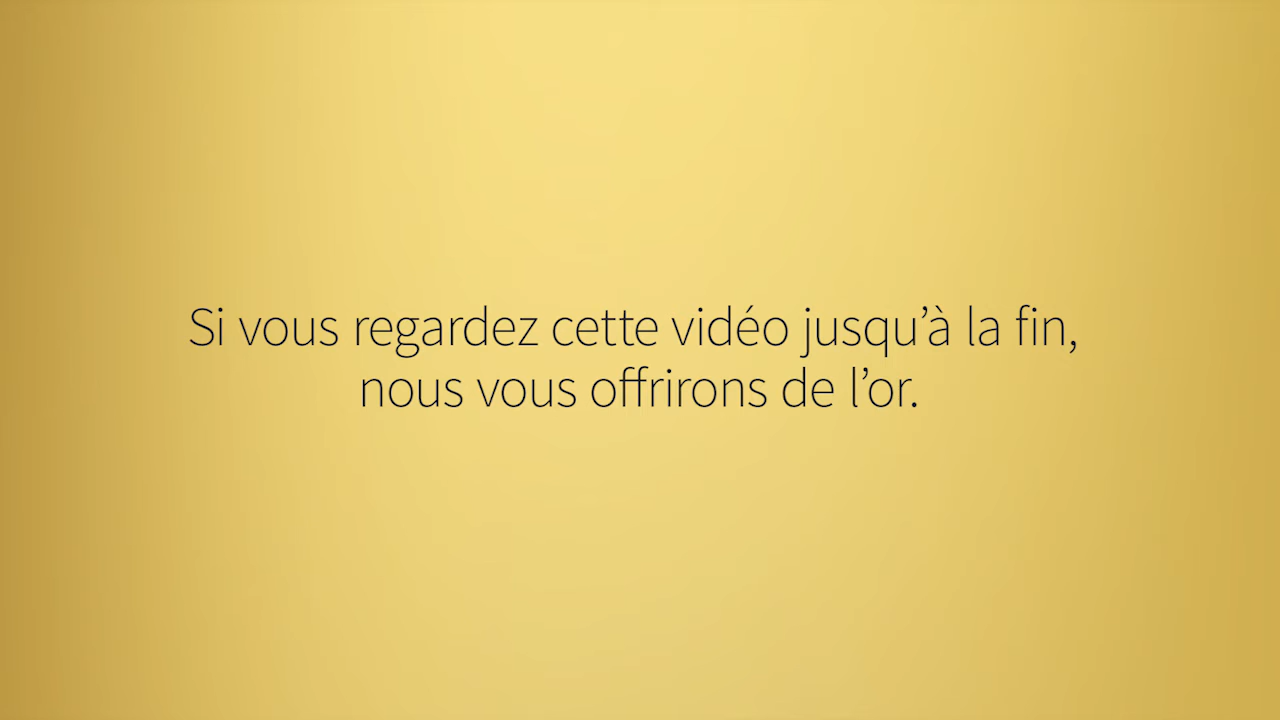 Si vous regardez cette vidéo jusqu’à la fin,
nous vous offrirons de l’or.